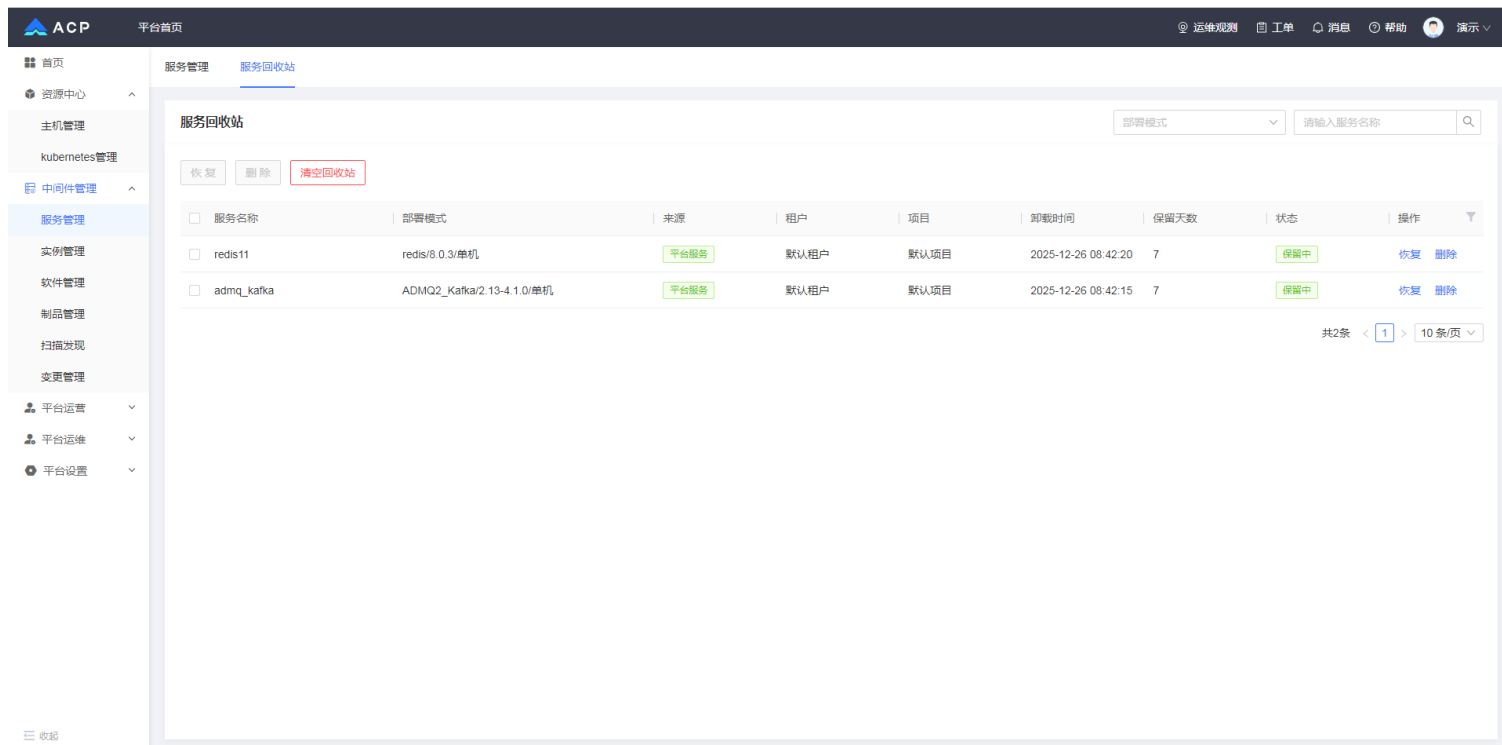 ACP 平台首页 运维观测 工单 消息 帮助 演示
首页
资源中心
主机管理
kubernetes管理
中间件管理
服务管理
实例管理
软件管理
制品管理
扫描发现
变更管理
平台运营
平台运维
平台设置
收起
服务管理 服务回收站
服务回收站 部署模式 请输入服务名称
恢复 删除 清空回收站
服务名称 部署模式 来源 租户 项目 卸载时间 保留天数 状态 操作
redis11 redis/8.0.3/单机 平台服务 默认租户 默认项目 2025-12-26 08:42:20 7 保留中 恢复 删除
admq_kafka ADMQ2_Kafka/2.13-4.1.0/单机 平台服务 默认租户 默认项目 2025-12-26 08:42:15 7 保留中 恢复 删除
共2条 < 1 > 10 条/页